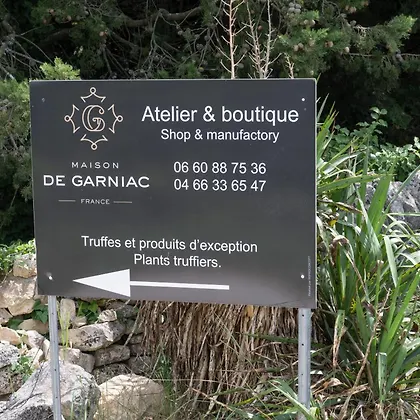 G
MAISON
DE GARNIAC
FRANCE
Atelier & boutique
Shop & manufactory
06 60 88 75 36
04 66 33 65 47
Truffes et produits d'exception
Plants truffiers.